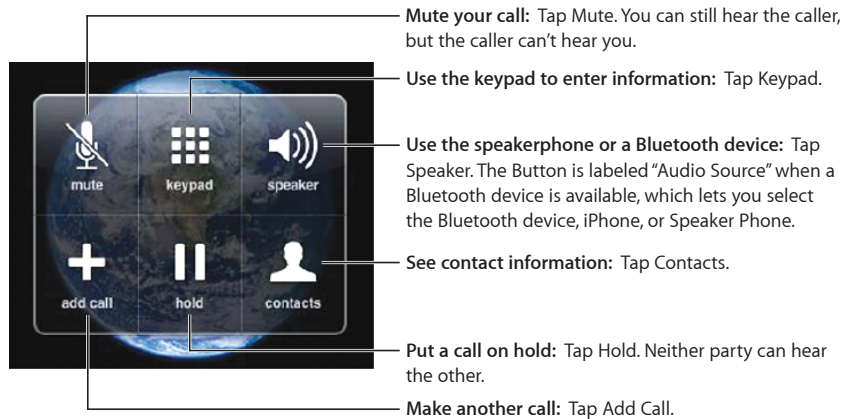 Mute your call: Tap Mute. You can still hear the caller,
but the caller can't hear you.
Use the keypad to enter information: Tap Keypad.
Use the speakerphone or a Bluetooth device: Tap
Speaker. The Button is labeled “Audio Source” when a
Bluetooth device is available, which lets you select
the Bluetooth device, iPhone, or Speaker Phone.
See contact information: Tap Contacts.
Put a call on hold: Tap Hold. Neither party can hear
the other.
Make another call: Tap Add Call.
mute keypad speaker
add call hold contacts